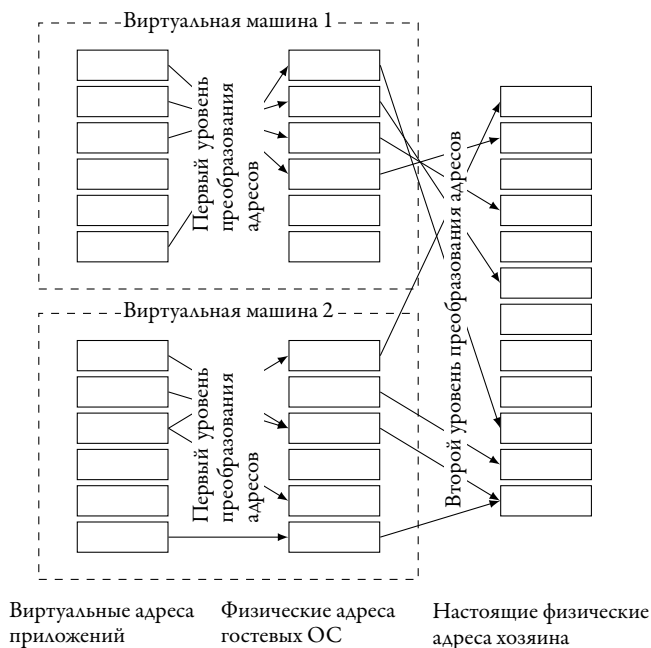 Виртуальная машина 1
Первый уровень
преобразования
адресов
Виртуальная машина 2
Первый уровень
преобразования
адресов
Второй уровень преобразования адресов
Виртуальные адреса
приложений
Физические адреса
гостевых ОС
Настоящие физические
адреса хозяина